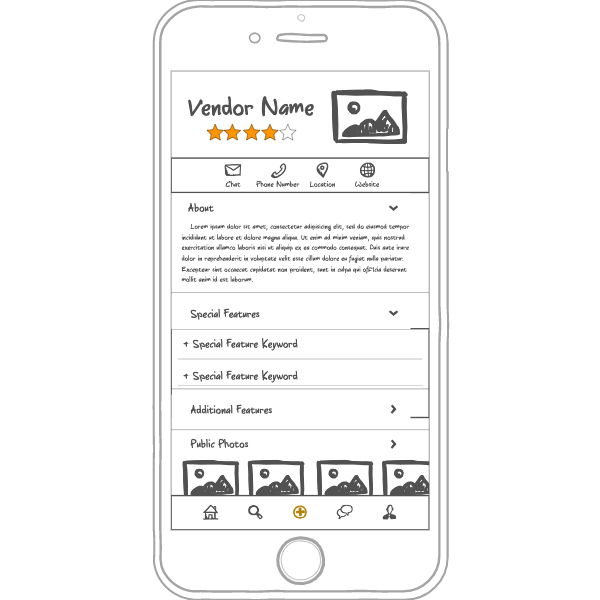 Vendor Name
Chat Phone Number Location Website
About
Lorem ipsum dolor sit amet, consectetur adipisicing elit, sed do eiusmod tempor
incididunt ut labore et dolore magna aliqua. Ut enim ad minim veniam, quis nostrud
exercitation ullamco laboris nisi ut aliquip ex ea commodo consequat. Duis aute irure
dolor in reprehenderit in voluptate velit esse cillum dolore eu fugiat nulla pariatur.
Excepteur sint occaecat cupidatat non proident, sunt in culpa qui officia deserunt
mollit anim id est laborum.
Special Features
+ Special Feature Keyword
+ Special Feature Keyword
Additional Features
Public Photos